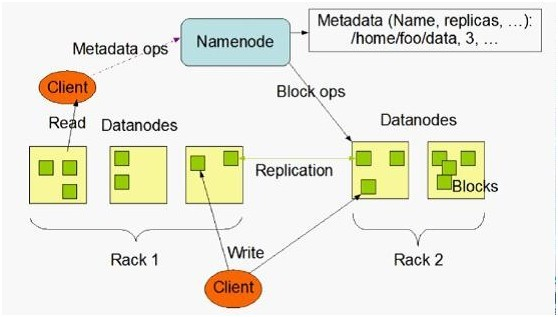 Metadata (Name, replicas, ...):
/home/foo/data, 3, ...
Namenode
Metadata ops
Client
Block ops
Read
Datanodes
Datanodes
Replication
Blocks
Rack 1
Write
Rack 2
Client